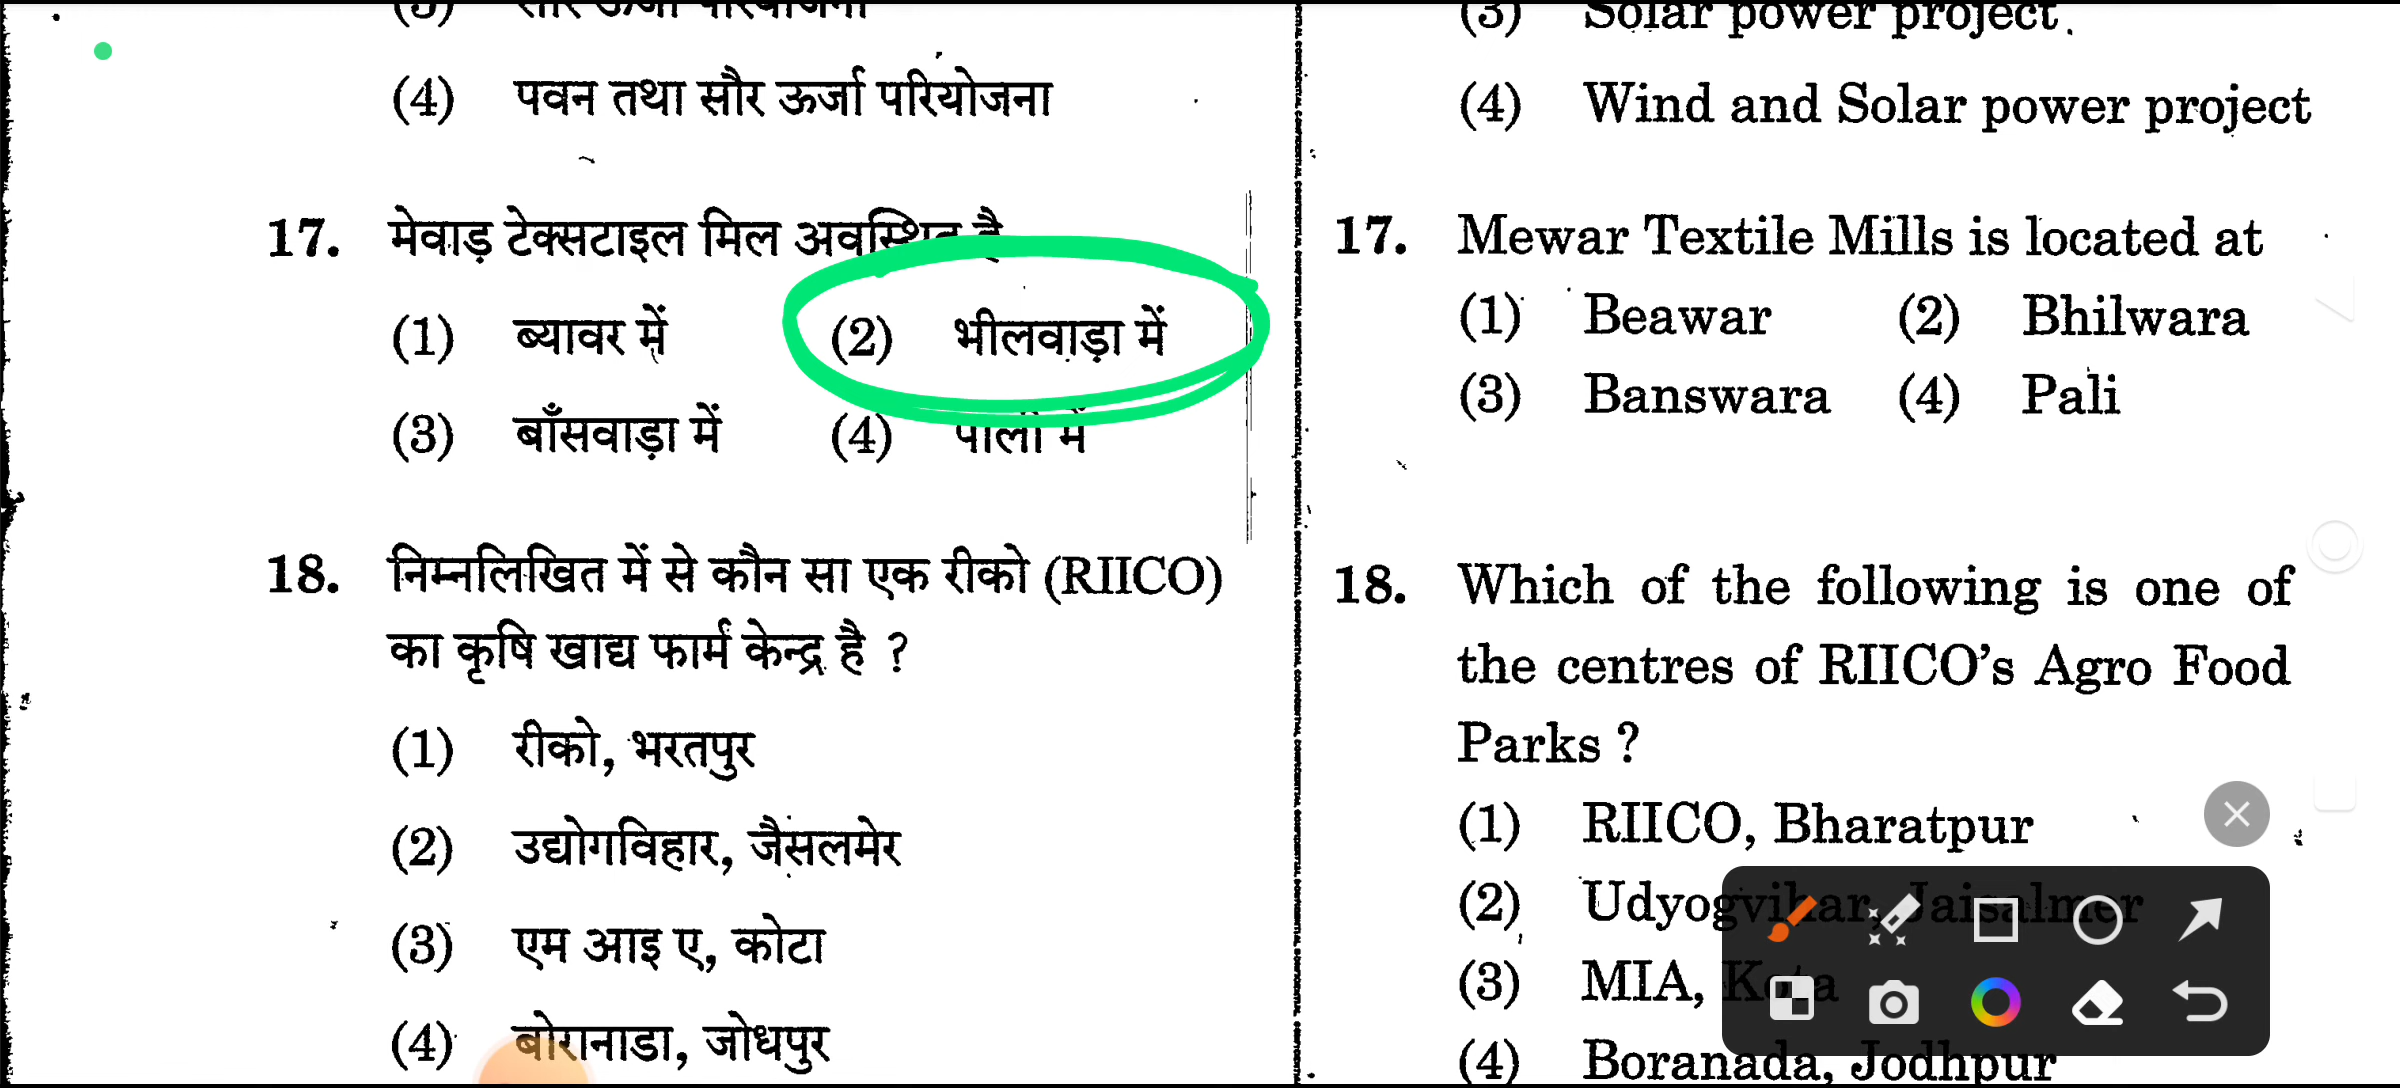 (4) पवन तथा सौर ऊर्जा परियोजना
17. मेवाड़ टेक्सटाइल मिल अवस्थित है
(1) ब्यावर में (2) भीलवाड़ा में
(3) बाँसवाड़ा में (4) पाली में
18. निम्नलिखित में से कौन सा एक रीको (RIICO)
का कृषि खाद्य फार्म केन्द्र है ?
(1) रीको, भरतपुर
(2) उद्योगविहार, जैसलमेर
(3) एम आइ ए, कोटा
(4) बोरानाडा, जोधपुर
(3) Solar power project
(4) Wind and Solar power project
17. Mewar Textile Mills is located at
(1) Beawar (2) Bhilwara
(3) Banswara (4) Pali
18. Which of the following is one of
the centres of RIICO's Agro Food
Parks ?
(1) RIICO, Bharatpur
(2) Udyogvihar, Jaisalmer
(3) MIA, Kota
(4) Boranada, Jodhpur